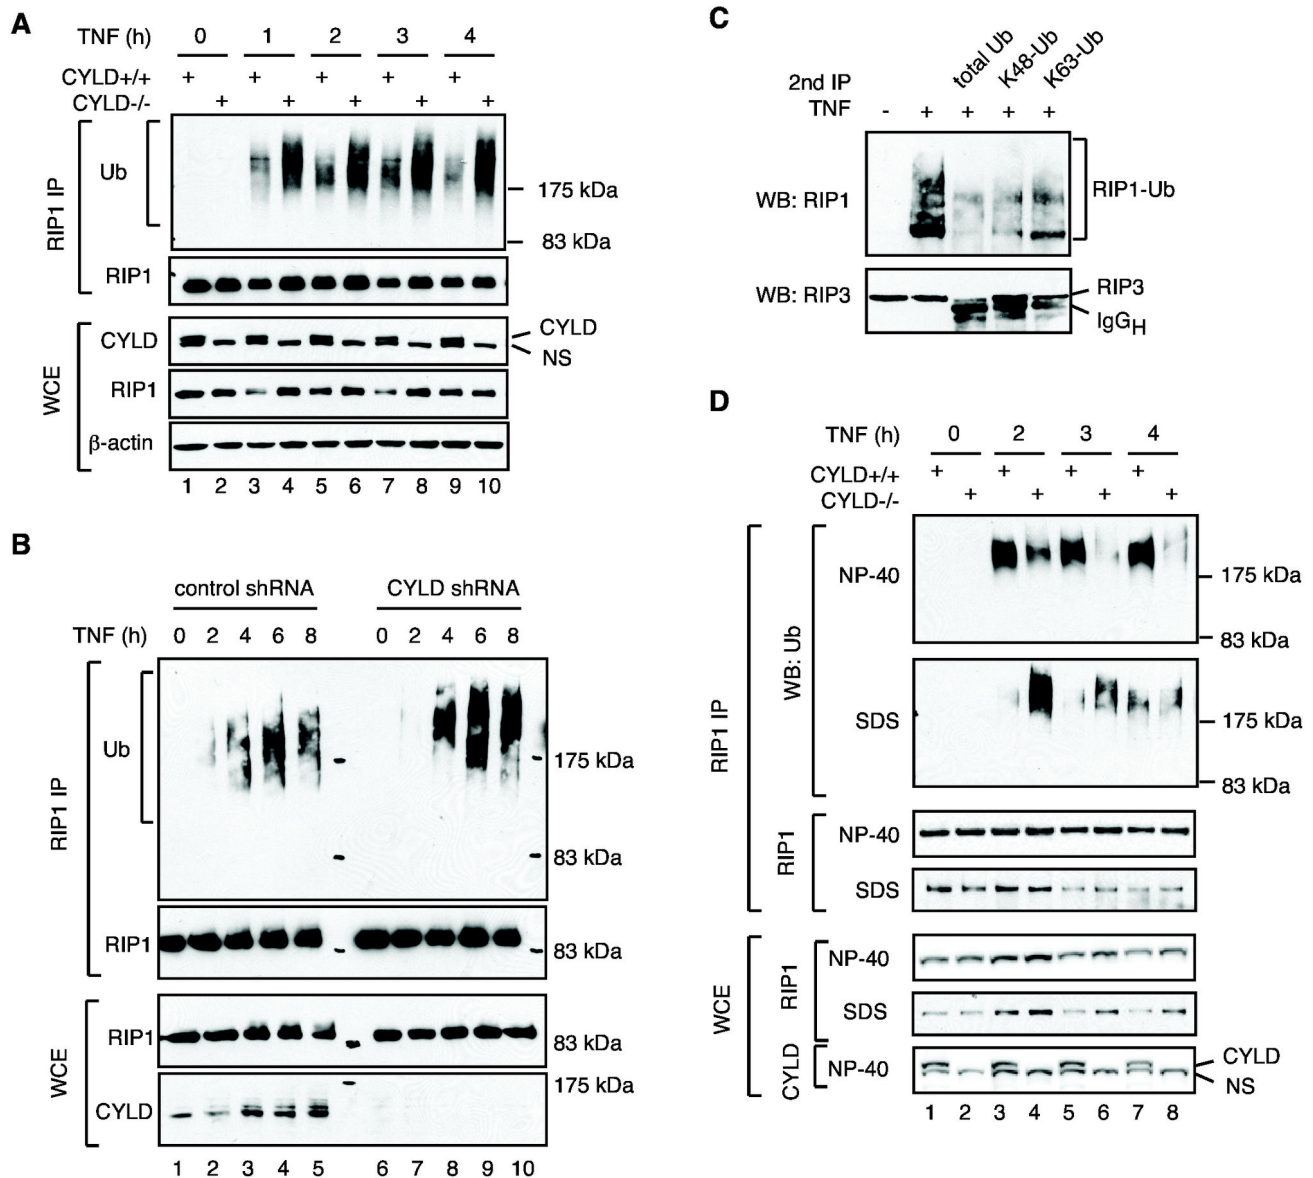 A
TNF (h) 0 1 2 3 4
CYLD+/+ + + + + +
CYLD-/- + + + + +
RIP1 IP
Ub
175 kDa
83 kDa
RIP1
WCE
CYLD
CYLD
NS
RIP1
β-actin
1 2 3 4 5 6 7 8 9 10
B
control shRNA CYLD shRNA
TNF (h) 0 2 4 6 8 0 2 4 6 8
RIP1 IP
Ub
175 kDa
83 kDa
RIP1
83 kDa
WCE
RIP1
83 kDa
175 kDa
CYLD
1 2 3 4 5 6 7 8 9 10
C
2nd IP total Ub K48-Ub K63-Ub
TNF - + + + +
WB: RIP1
RIP1-Ub
WB: RIP3
RIP3
IgGH
D
TNF (h) 0 2 3 4
CYLD+/+ + + + +
CYLD-/- + + + +
RIP1 IP
WB: Ub
NP-40
175 kDa
83 kDa
SDS
175 kDa
83 kDa
RIP1
NP-40
SDS
WCE
RIP1
NP-40
SDS
CYLD
NP-40
CYLD
NS
1 2 3 4 5 6 7 8